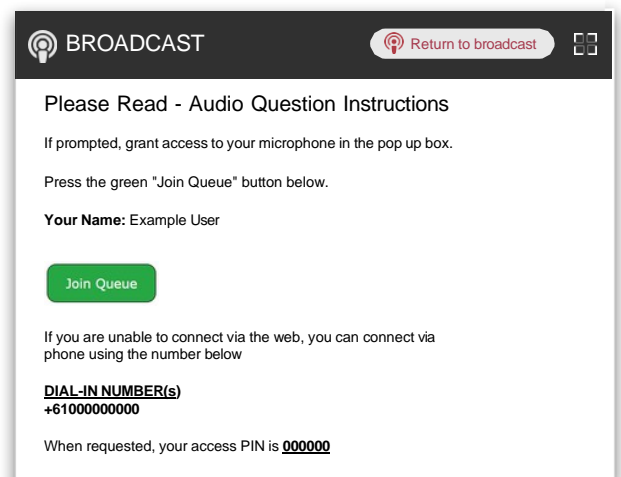 BROADCAST
Return to broadcast
Please Read - Audio Question Instructions
If prompted, grant access to your microphone in the pop up box.
Press the green "Join Queue" button below.
Your Name: Example User
Join Queue
If you are unable to connect via the web, you can connect via
phone using the number below
DIAL-IN NUMBER(s)
+61000000000
When requested, your access PIN is 000000